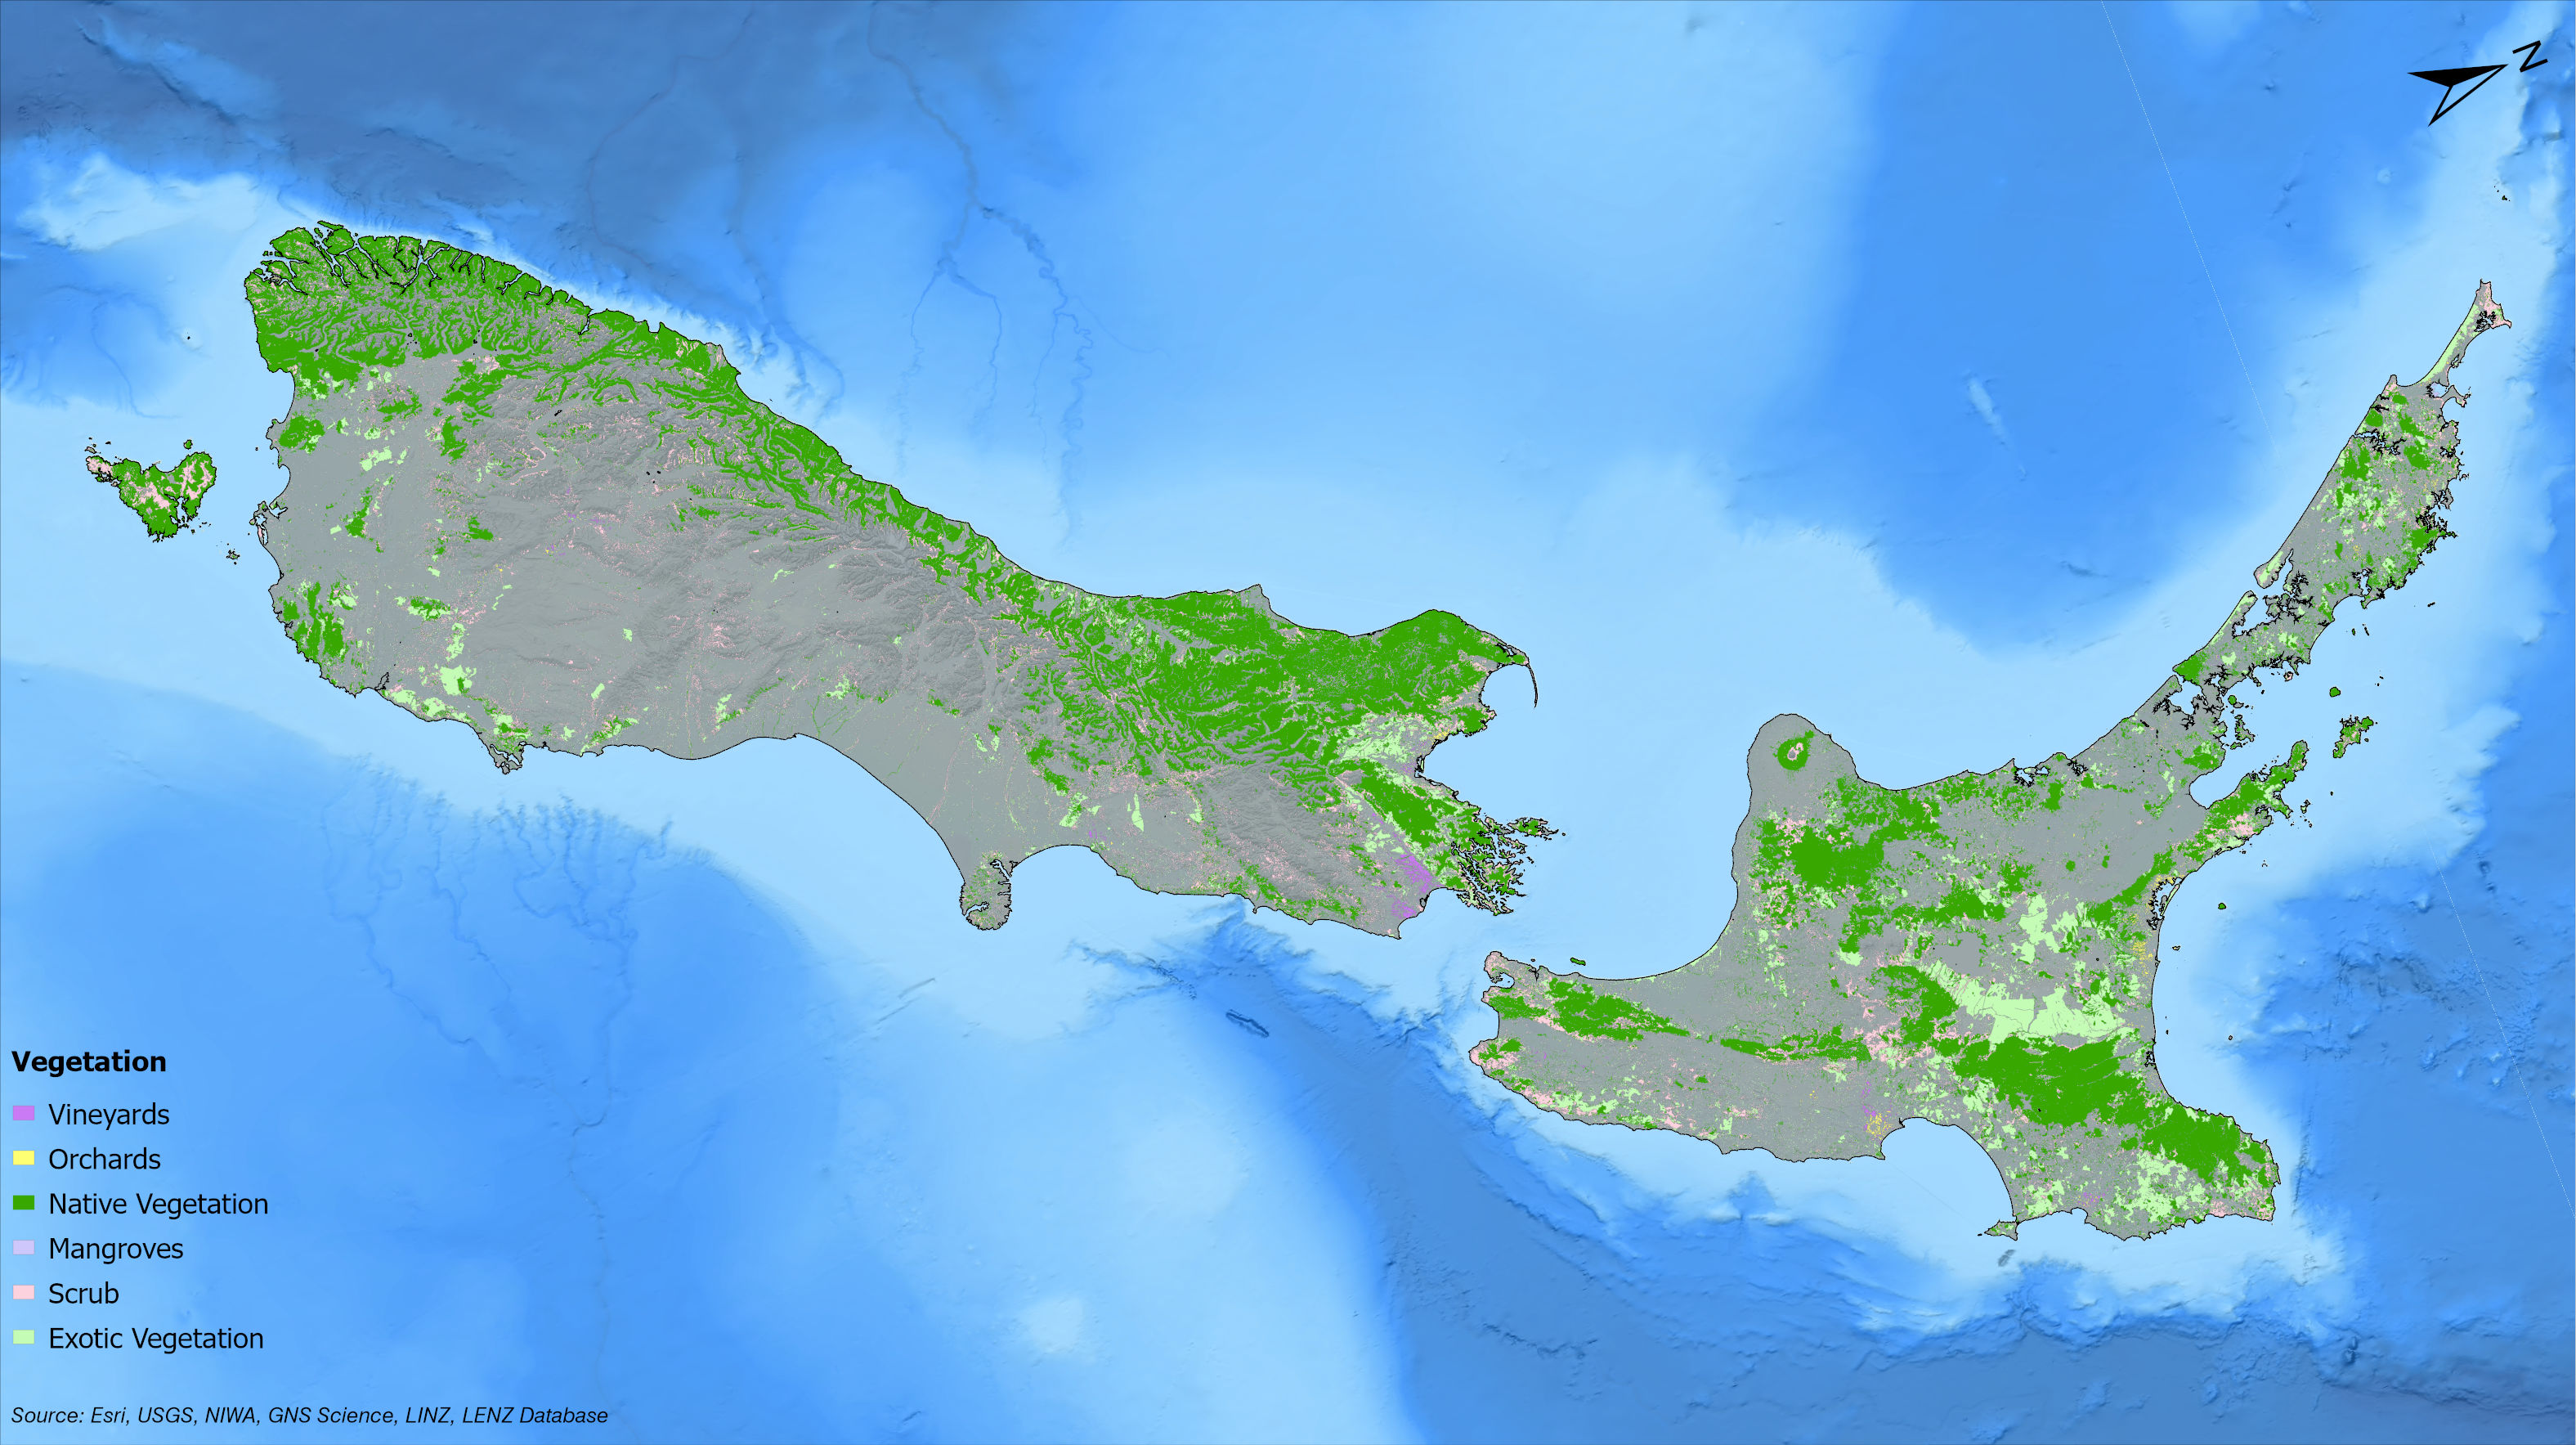 N
Vegetation
Vineyards
Orchards
Native Vegetation
Mangroves
Scrub
Exotic Vegetation
Source: Esri, USGS, NIWA, GNS Science, LINZ, LENZ Database